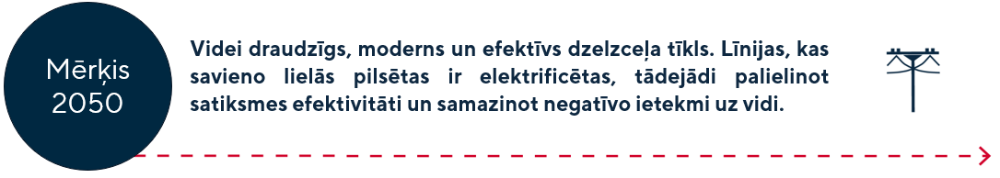 Mērķis
2050
Videi draudzīgs, moderns un efektīvs dzelzceļa tīkls. Līnijas, kas
savieno lielās pilsētas ir elektrificētas, tādejādi palielinot
satiksmes efektivitāti un samazinot negatīvo ietekmi uz vidi.